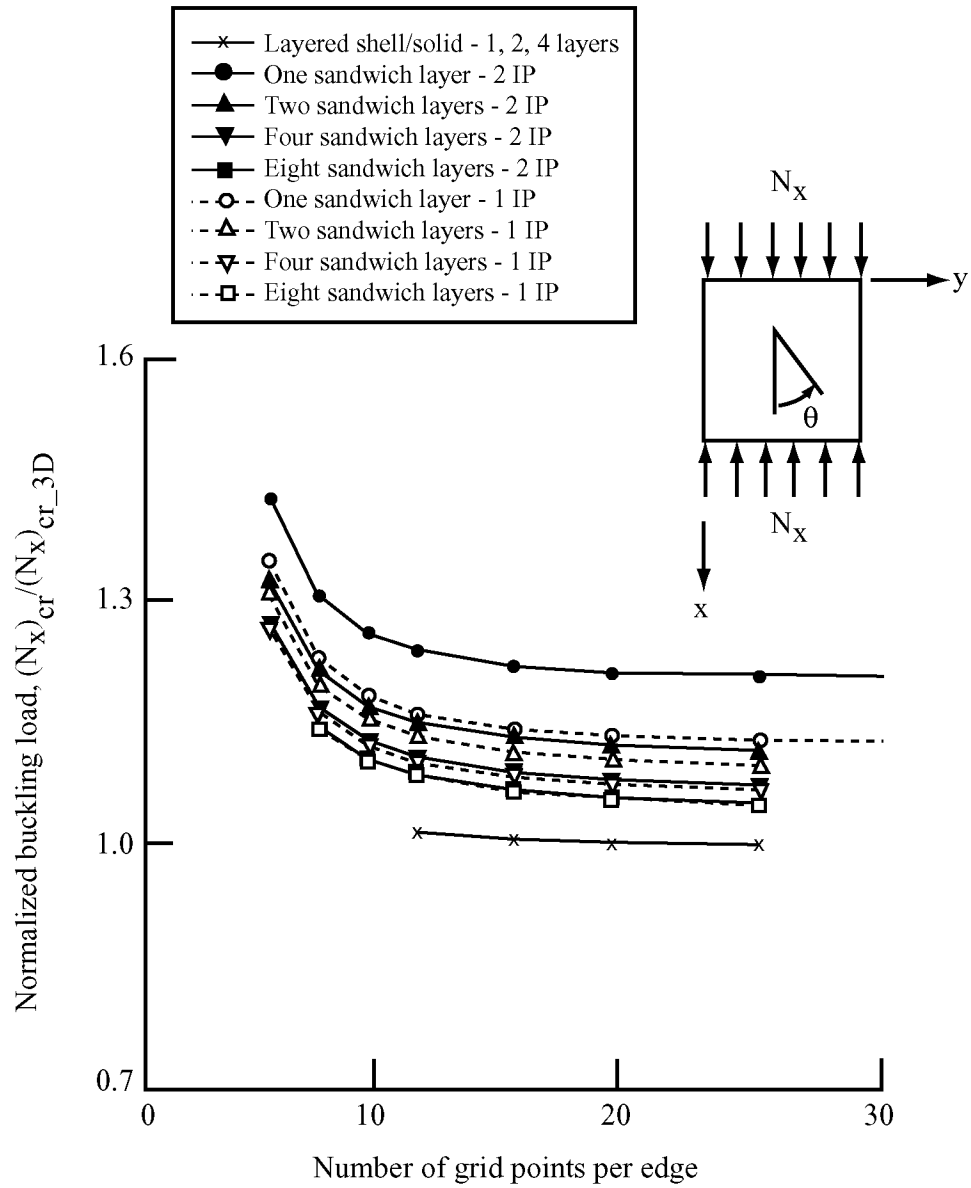 Layered shell/solid - 1, 2, 4 layers
One sandwich layer - 2 IP
Two sandwich layers - 2 IP
Four sandwich layers - 2 IP
Eight sandwich layers - 2 IP
One sandwich layer - 1 IP
Two sandwich layers - 1 IP
Four sandwich layers - 1 IP
Eight sandwich layers - 1 IP
Nx
y
θ
Nx
x
1.6
1.3
1.0
0.7
Normalized buckling load, (Nx)cr/(Nx)cr_3D
0 10 20 30
Number of grid points per edge